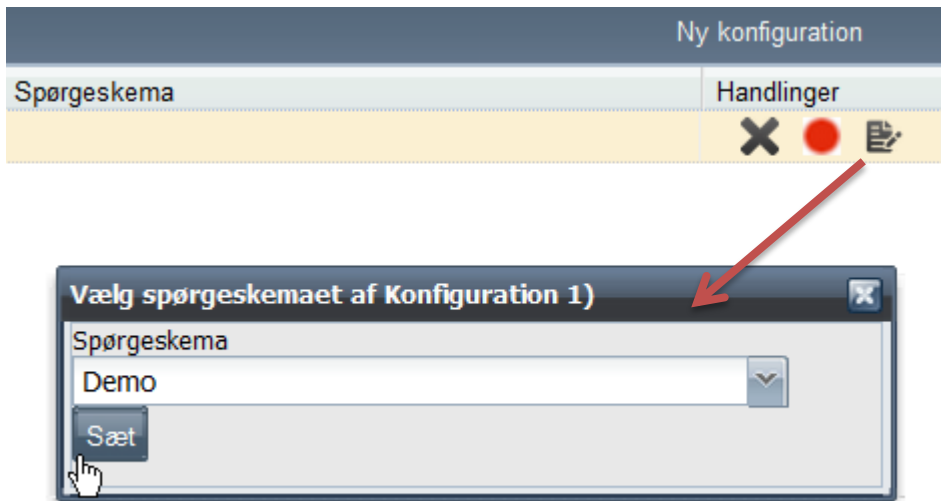 Ny konfiguration
Spørgeskema Handlinger
Vælg spørgeskemaet af Konfiguration 1)
Spørgeskema
Demo
Sæt